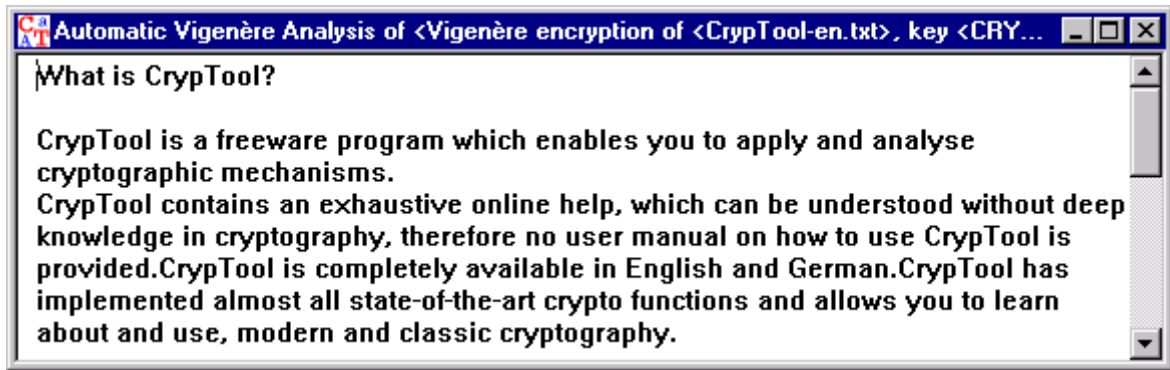 Automatic Vigenère Analysis of <Vigenère encryption of <CrypTool-en.txt>, key <CRY...
What is CrypTool?
CrypTool is a freeware program which enables you to apply and analyse
cryptographic mechanisms.
CrypTool contains an exhaustive online help, which can be understood without deep
knowledge in cryptography, therefore no user manual on how to use CrypTool is
provided.CrypTool is completely available in English and German.CrypTool has
implemented almost all state-of-the-art crypto functions and allows you to learn
about and use, modern and classic cryptography.